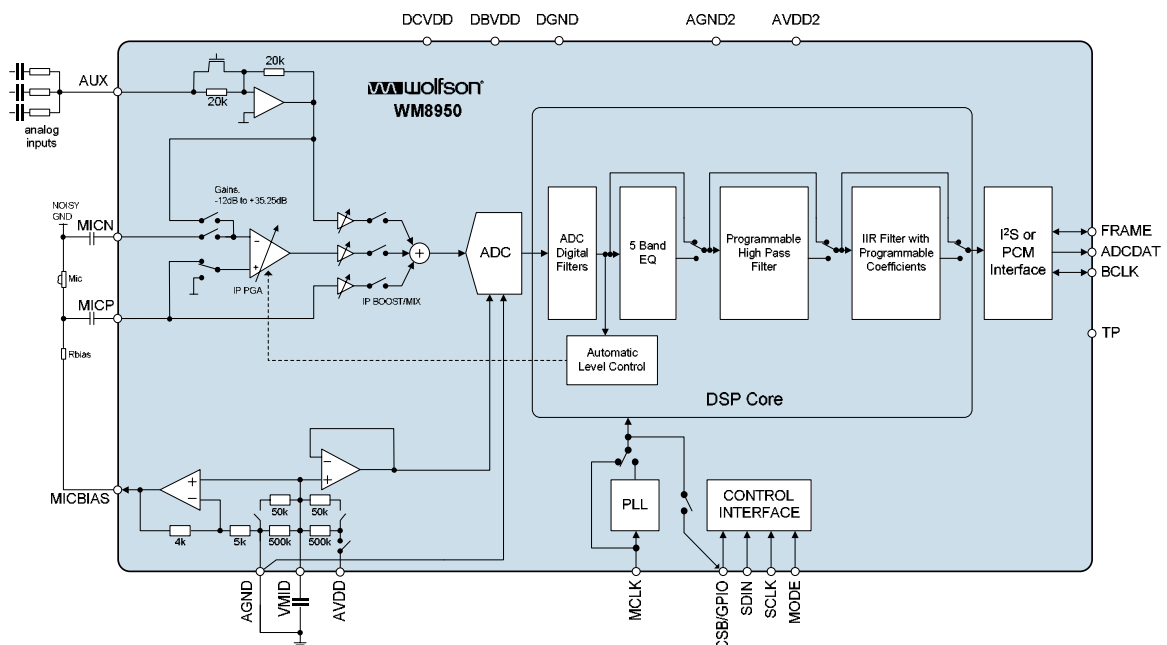 DCVDD
DBVDD
DGND
AGND2
AVDD2
AUX
analog
inputs
20k
20k
wolfson®
WM8950
Gains.
-12dB to +35.25dB
NOISY
GND
MICN
Mic
MICP
Rbias
IP PGA
IP BOOST/MIX
ADC
ADC
Digital
Filters
5 Band
EQ
Programmable
High Pass
Filter
IIR Filter with
Programmable
Coefficients
I²S or
PCM
Interface
FRAME
ADCDAT
BCLK
TP
Automatic
Level Control
DSP Core
MICBIAS
50k
50k
4k
5k
500k
500k
PLL
CONTROL
INTERFACE
AGND
VMID
AVDD
MCLK
CSB/GPIO
SDIN
SCLK
MODE